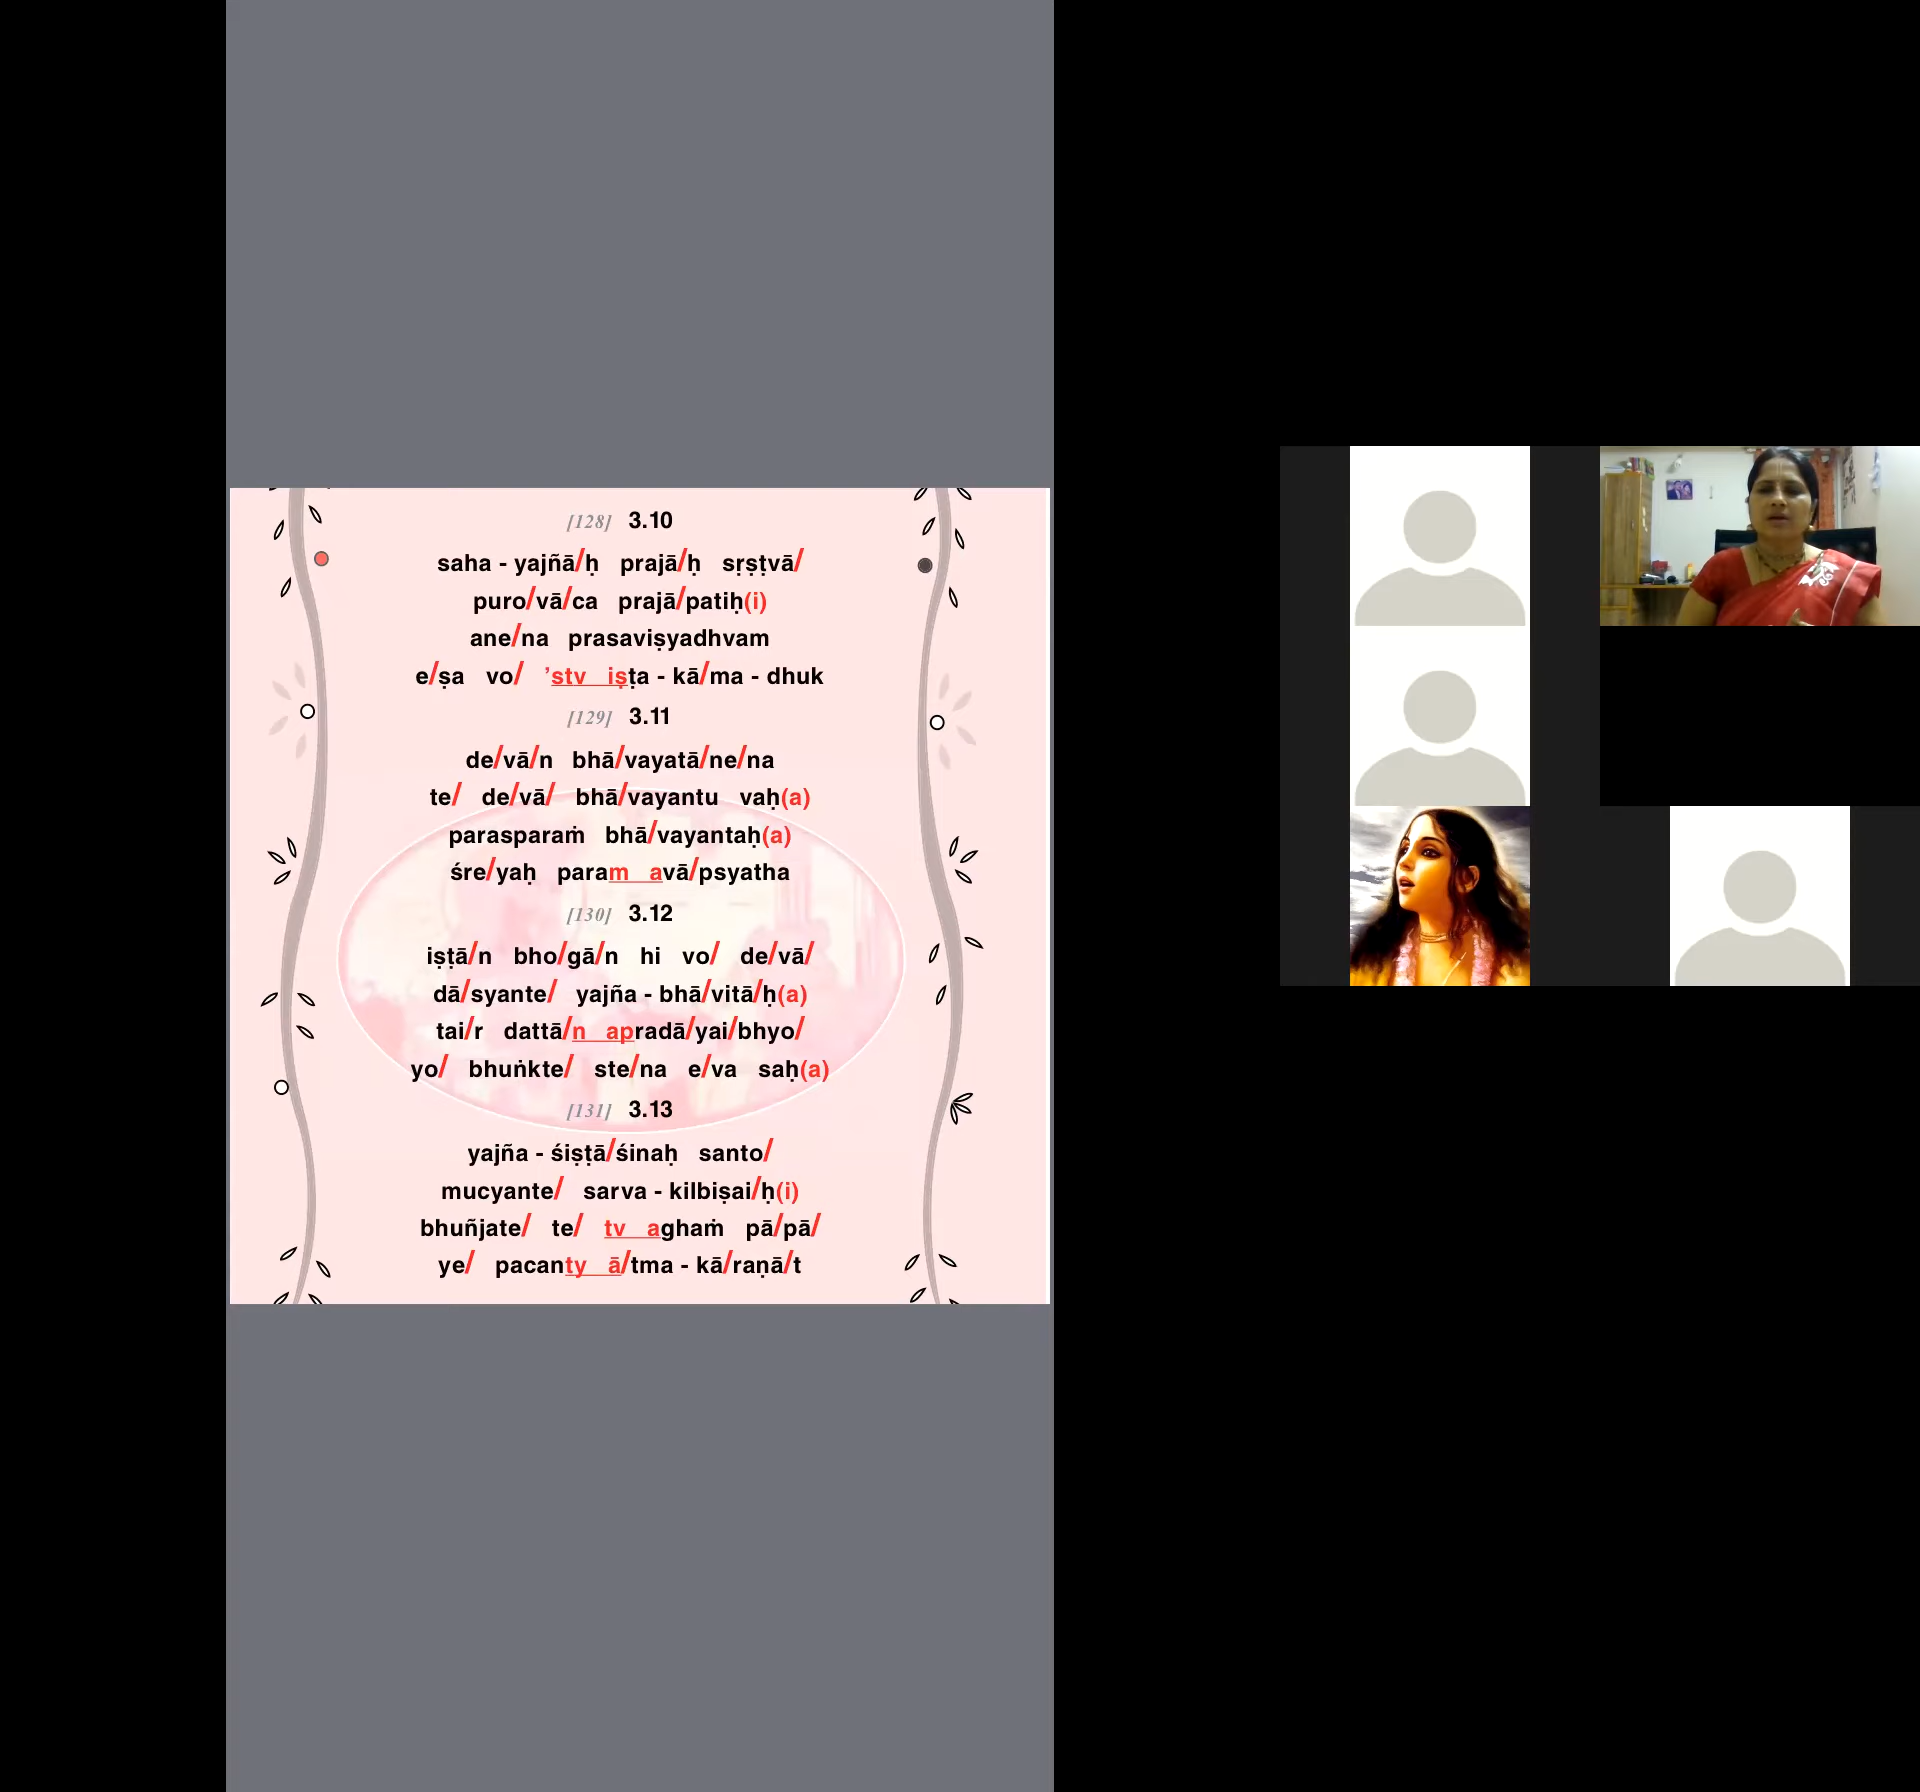 [128] 3.10
saha - yajñā/ḥ prajā/ḥ sṛṣṭvā/
puro/vā/ca prajā/patiḥ(i)
ane/na prasaviṣyadhvam
e/ṣa vo/ ’stv iṣṭa - kā/ma - dhuk
[129] 3.11
de/vā/n bhā/vayatā/ne/na
te/ de/vā/ bhā/vayantu vaḥ(a)
parasparaṁ bhā/vayantaḥ(a)
śre/yaḥ param avā/psyatha
[130] 3.12
iṣṭā/n bho/gā/n hi vo/ de/vā/
dā/syante/ yajña - bhā/vitā/ḥ(a)
tai/r dattā/n apradā/yai/bhyo/
yo/ bhuṅkte/ ste/na e/va saḥ(a)
[131] 3.13
yajña - śiṣṭā/śinaḥ santo/
mucyante/ sarva - kilbiṣai/ḥ(i)
bhuñjate/ te/ tv aghaṁ pā/pā/
ye/ pacanty ā/tma - kā/raṇā/t